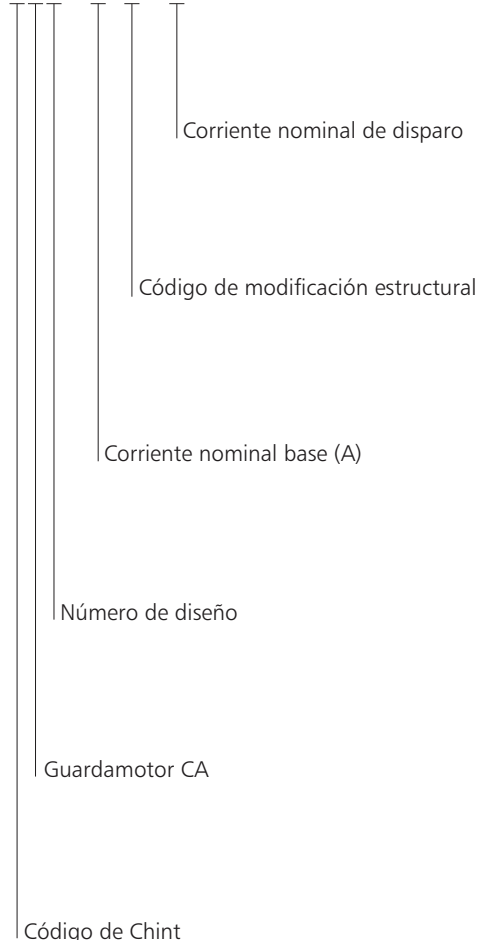 Corriente nominal de disparo
Código de modificación estructural
Corriente nominal base (A)
Número de diseño
Guardamotor CA
Código de Chint